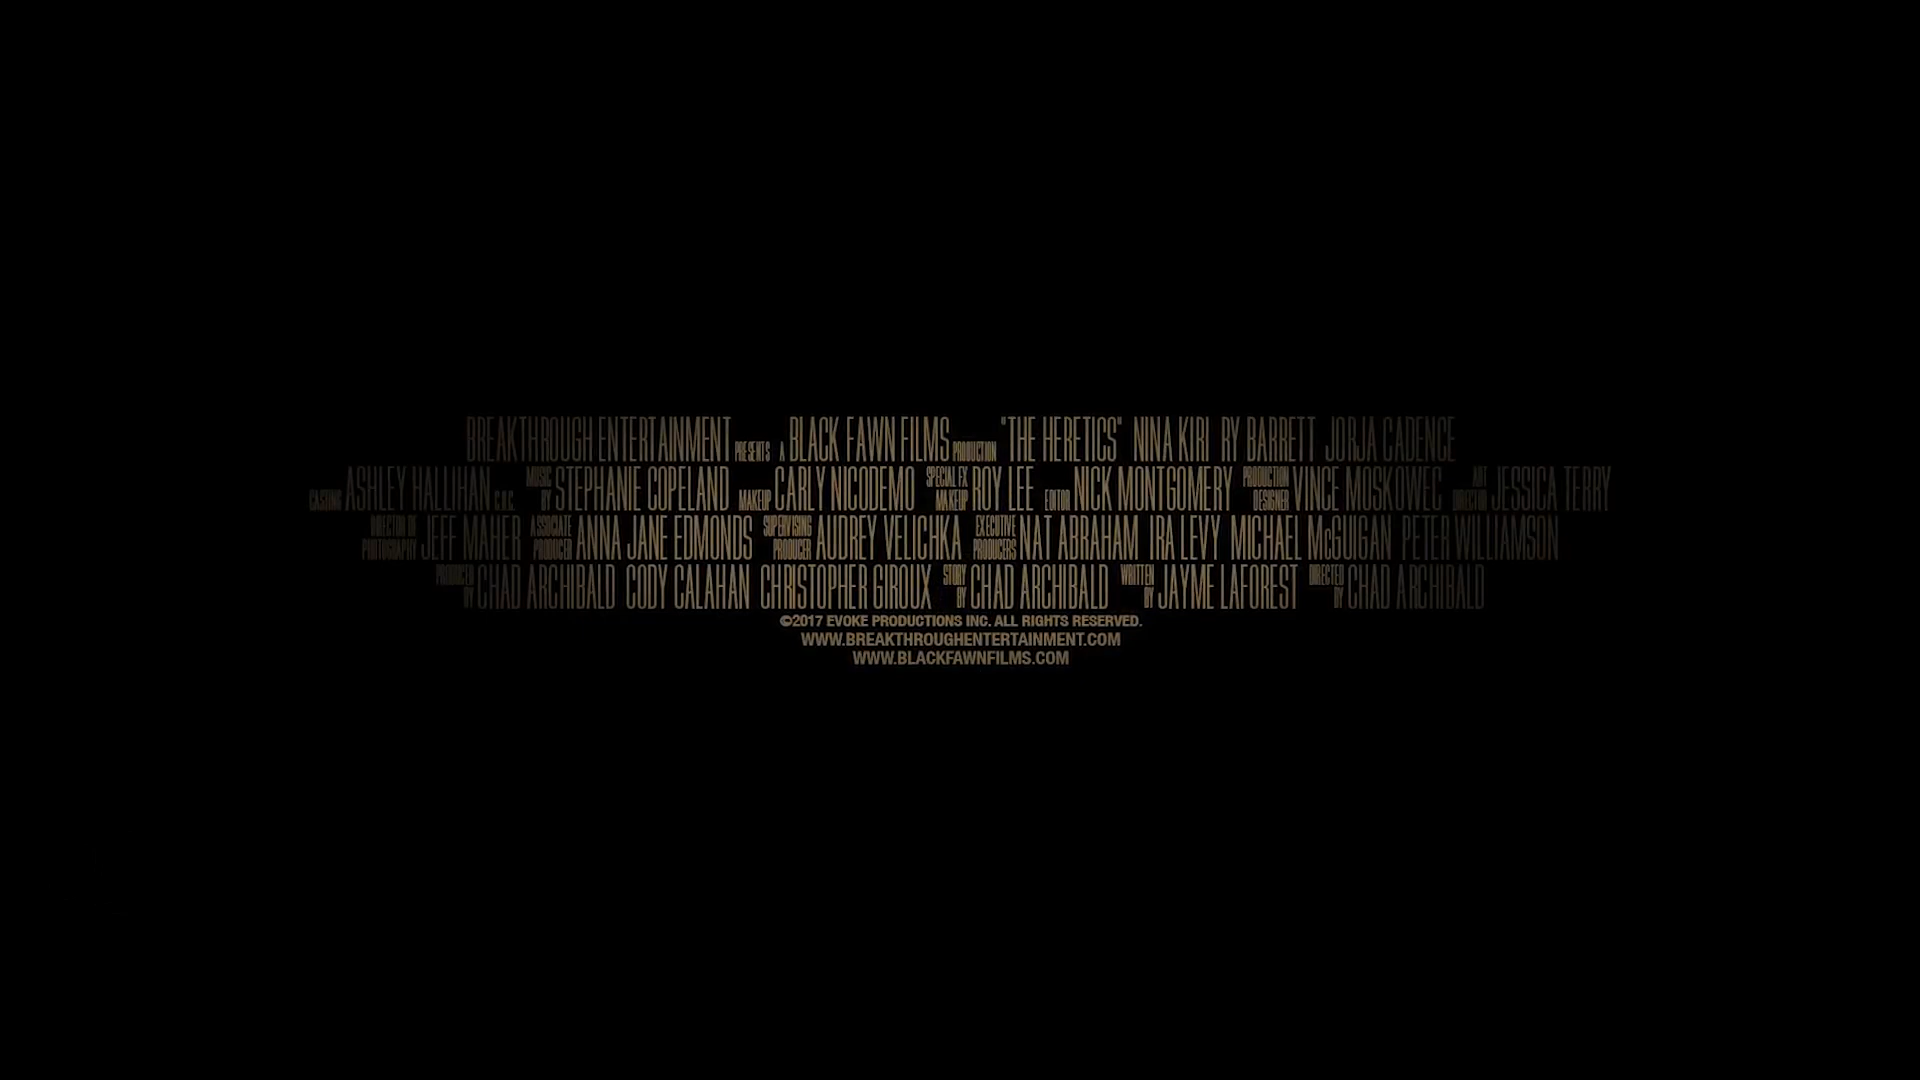 BREAKTHROUGH ENTERTAINMENT PRESENTS A BLACK FAWN FILMS PRODUCTION "THE HERETICS" NINA KIRI RY BARRETT JORJA CADENCE
CASTING ASHLEY HALLIHAN C.D.C. MUSIC BY STEPHANIE COPELAND MAKEUP CARLY NICODEMO SPECIAL FX MAKEUP ROY LEE EDITOR NICK MONTGOMERY PRODUCTION DESIGNER VINCE MOSKOWEC ART DIRECTOR JESSICA TERRY
DIRECTOR OF PHOTOGRAPHY JEFF MAHER ASSOCIATE PRODUCER ANNA JANE EDMONDS SUPERVISING PRODUCER AUDREY VELICHKA EXECUTIVE PRODUCERS NAT ABRAHAM IRA LEVY MICHAEL McGUIGAN PETER WILLIAMSON
PRODUCED BY CHAD ARCHIBALD CODY CALAHAN CHRISTOPHER GIROUX STORY BY CHAD ARCHIBALD WRITTEN BY JAYME LAFOREST DIRECTED BY CHAD ARCHIBALD
©2017 EVOKE PRODUCTIONS INC. ALL RIGHTS RESERVED.
WWW.BREAKTHROUGHENTERTAINMENT.COM
WWW.BLACKFAWNFILMS.COM